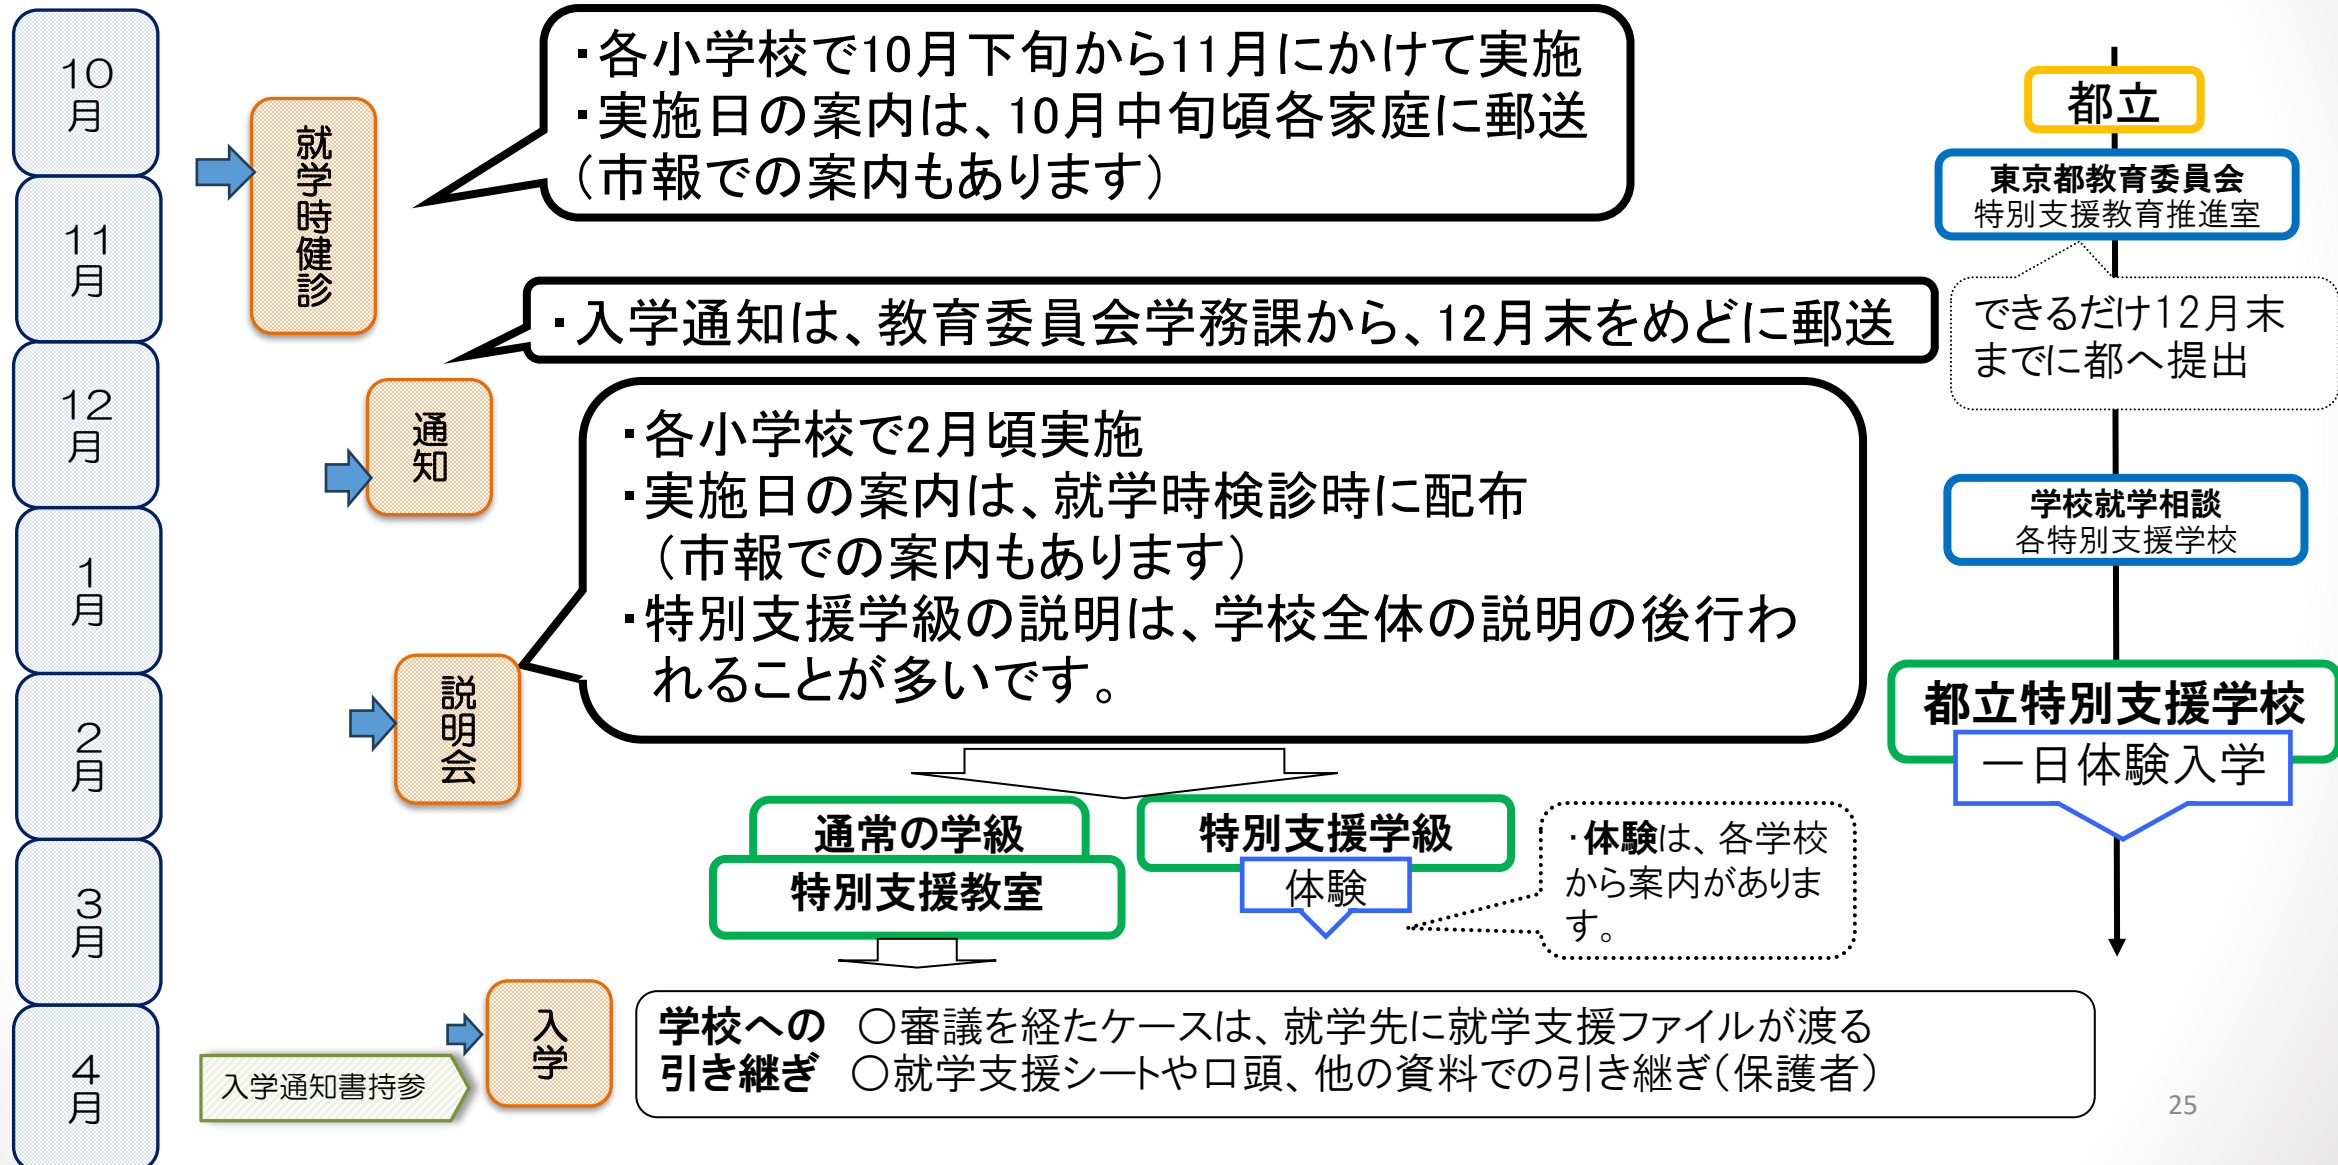 10
月
11
月
12
月
1
月
2
月
3
月
4
月
就学時健診
・各小学校で10月下旬から11月にかけて実施
・実施日の案内は、10月中旬頃各家庭に郵送
（市報での案内もあります）
・入学通知は、教育委員会学務課から、12月末をめどに郵送
通知
・各小学校で2月頃実施
・実施日の案内は、就学時検診時に配布
（市報での案内もあります）
・特別支援学級の説明は、学校全体の説明の後行わ
れることが多いです。
説明会
通常の学級
特別支援教室
特別支援学級
体験
・体験は、各学校
から案内がありま
す。
都立
東京都教育委員会
特別支援教育推進室
できるだけ12月末
までに都へ提出
学校就学相談
各特別支援学校
都立特別支援学校
一日体験入学
入学通知書持参
入学
学校への ○審議を経たケースは、就学先に就学支援ファイルが渡る
引き継ぎ ○就学支援シートや口頭、他の資料での引き継ぎ（保護者）
25